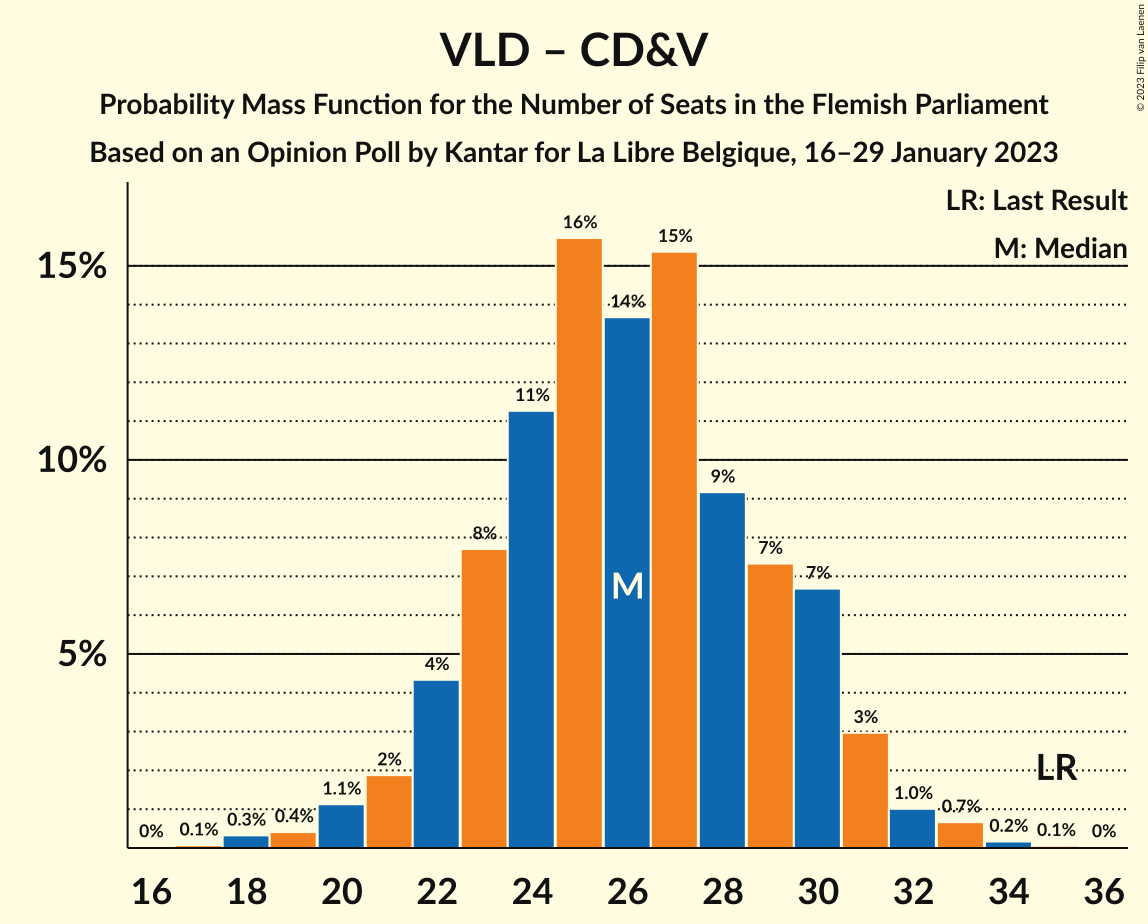 VLD – CD&V
Probability Mass Function for the Number of Seats in the Flemish Parliament
Based on an Opinion Poll by Kantar for La Libre Belgique, 16–29 January 2023
© 2023 Filip van Laenen
LR: Last Result
M: Median
15%
10%
5%
0%
0.1%
0.3%
0.4%
1.1%
2%
4%
8%
11%
16%
14%
15%
9%
7%
7%
3%
1.0%
0.7%
0.2%
0.1%
0%
M
LR
16 18 20 22 24 26 28 30 32 34 36